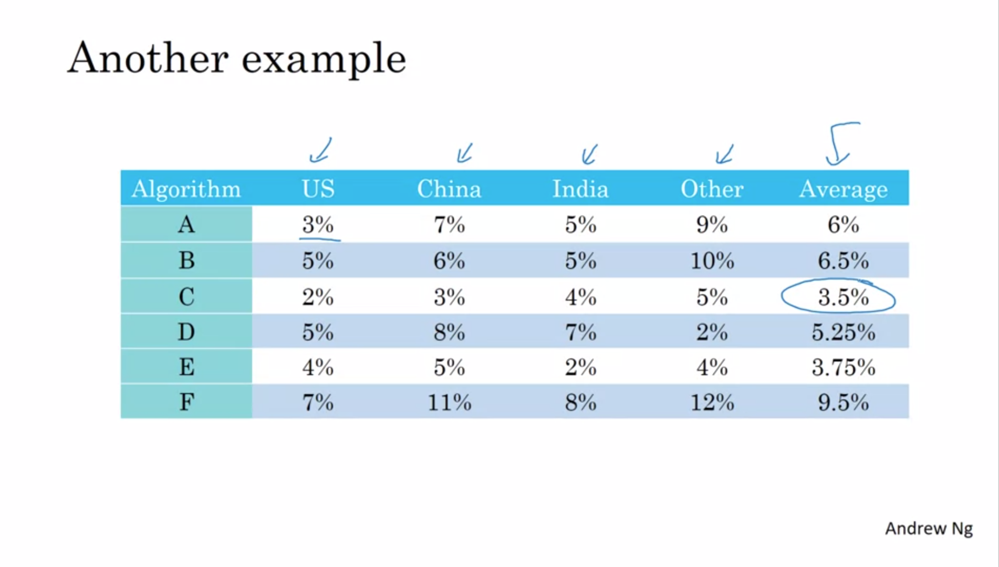 Another example
Algorithm US China India Other Average
A 3% 7% 5% 9% 6%
B 5% 6% 5% 10% 6.5%
C 2% 3% 4% 5% 3.5%
D 5% 8% 7% 2% 5.25%
E 4% 5% 2% 4% 3.75%
F 7% 11% 8% 12% 9.5%
Andrew Ng